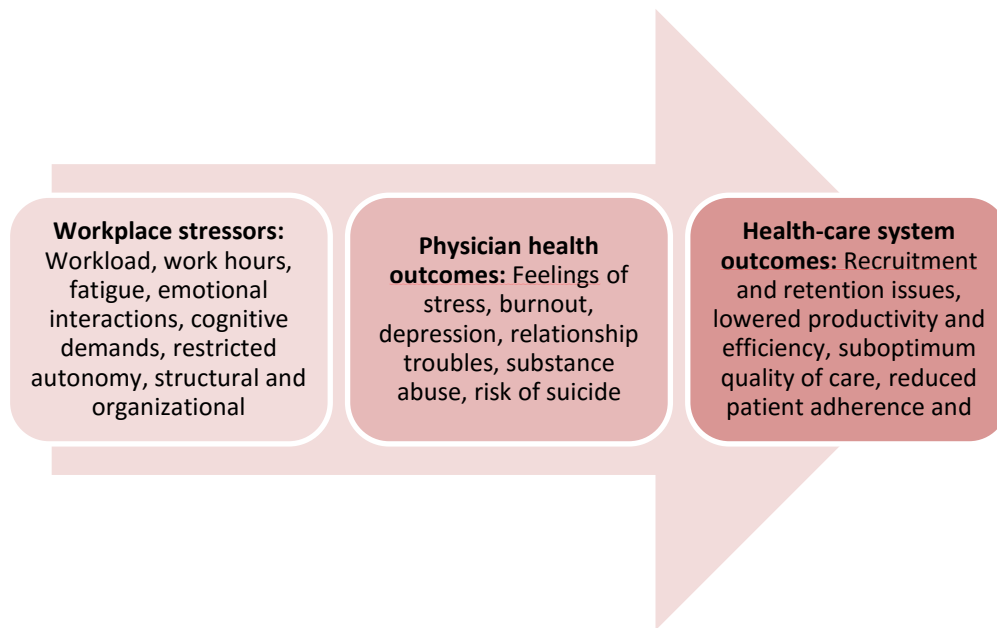 Workplace stressors:
Workload, work hours,
fatigue, emotional
interactions, cognitive
demands, restricted
autonomy, structural and
organizational
Physician health
outcomes: Feelings of
stress, burnout,
depression, relationship
troubles, substance
abuse, risk of suicide
Health-care system
outcomes: Recruitment
and retention issues,
lowered productivity and
efficiency, suboptimum
quality of care, reduced
patient adherence and